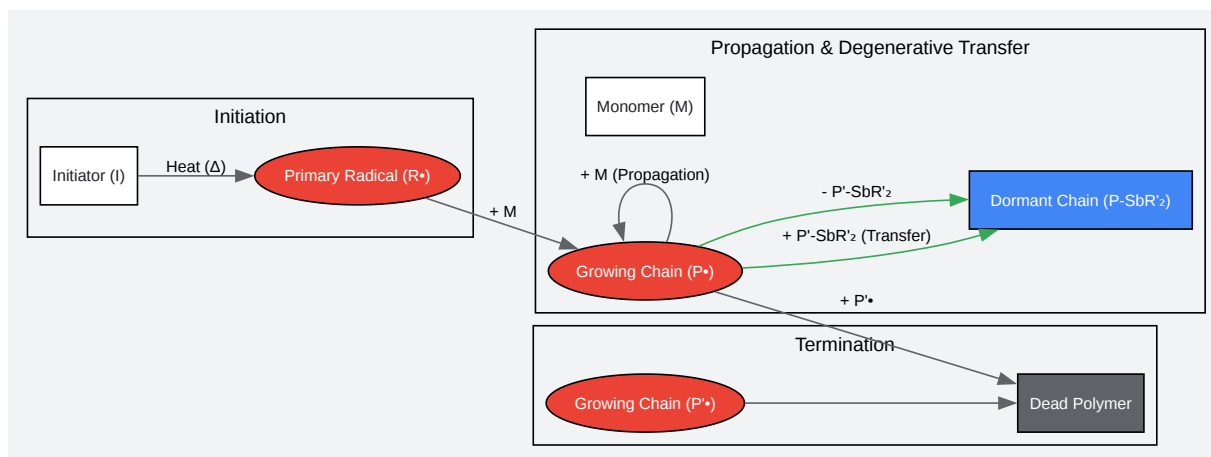 Initiation
Initiator (I)
Heat (Δ)
Primary Radical (R•)
+ M
Propagation & Degenerative Transfer
Monomer (M)
+ M (Propagation)
Growing Chain (P•)
- P'-SbR'₂
+ P'-SbR'₂ (Transfer)
Dormant Chain (P-SbR'₂)
+ P'•
Termination
Growing Chain (P'•)
Dead Polymer